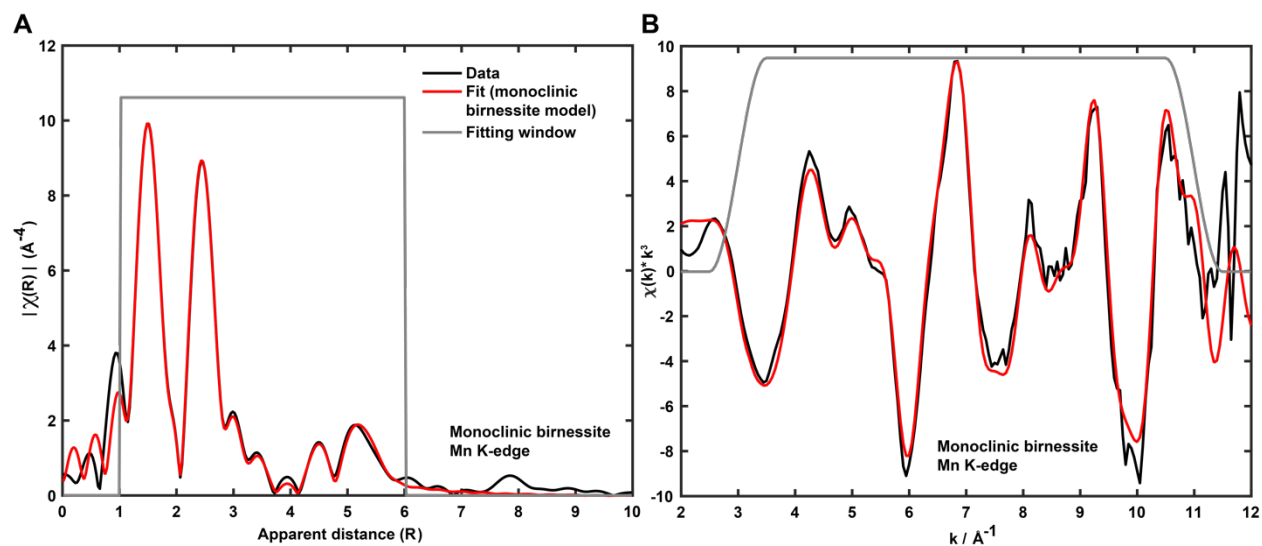 A
12
10
8
6
4
2
0
|χ(R)| (Å⁻⁴)
Data
Fit (monoclinic
birnessite model)
Fitting window
Monoclinic birnessite
Mn K-edge
0 1 2 3 4 5 6 7 8 9 10
Apparent distance (R)
B
10
8
6
4
2
0
-2
-4
-6
-8
-10
χ(k)* k³
Monoclinic birnessite
Mn K-edge
2 3 4 5 6 7 8 9 10 11 12
k / Å⁻¹